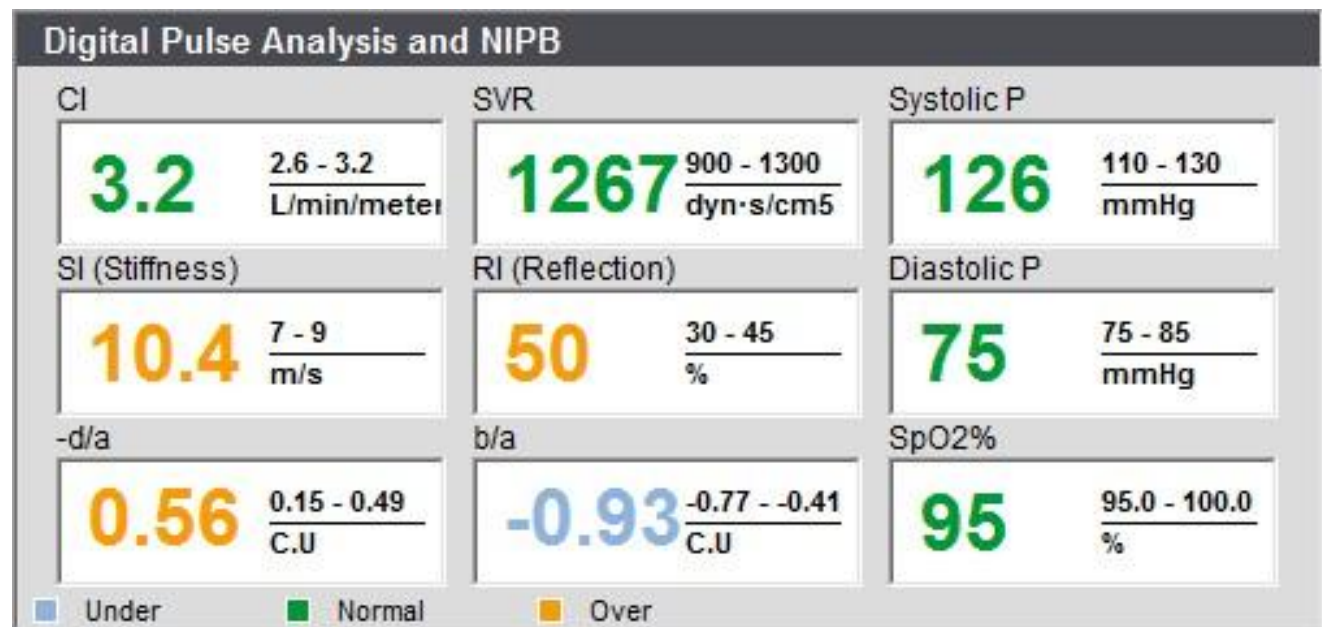 Digital Pulse Analysis and NIPB
CI SVR Systolic P
3.2 2.6 - 3.2 L/min/meter 1267 900 - 1300 dyn·s/cm5 126 110 - 130 mmHg
SI (Stiffness) RI (Reflection) Diastolic P
10.4 7 - 9 m/s 50 30 - 45 % 75 75 - 85 mmHg
-d/a b/a SpO2%
0.56 0.15 - 0.49 C.U -0.93 -0.77 - -0.41 C.U 95 95.0 - 100.0 %
Under Normal Over